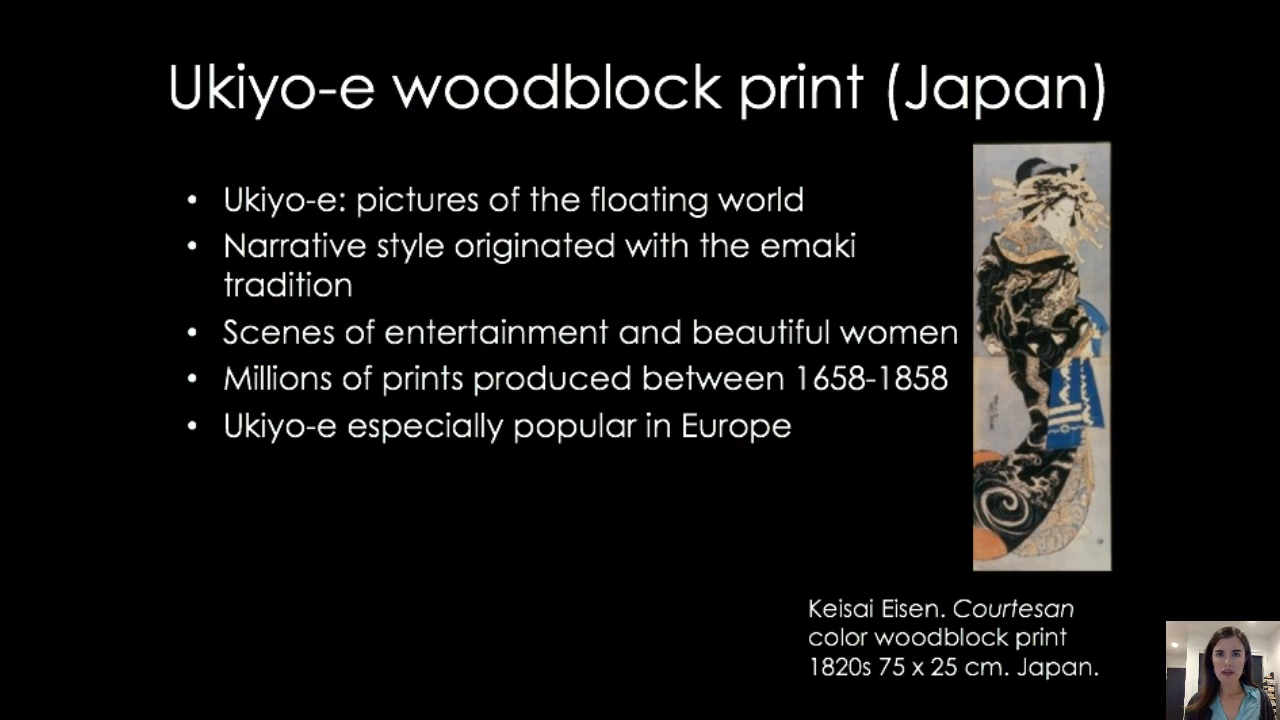 Ukiyo-e woodblock print (Japan)
• Ukiyo-e: pictures of the floating world
• Narrative style originated with the emaki
tradition
• Scenes of entertainment and beautiful women
• Millions of prints produced between 1658-1858
• Ukiyo-e especially popular in Europe
Keisai Eisen. Courtesan
color woodblock print
1820s 75 x 25 cm. Japan.